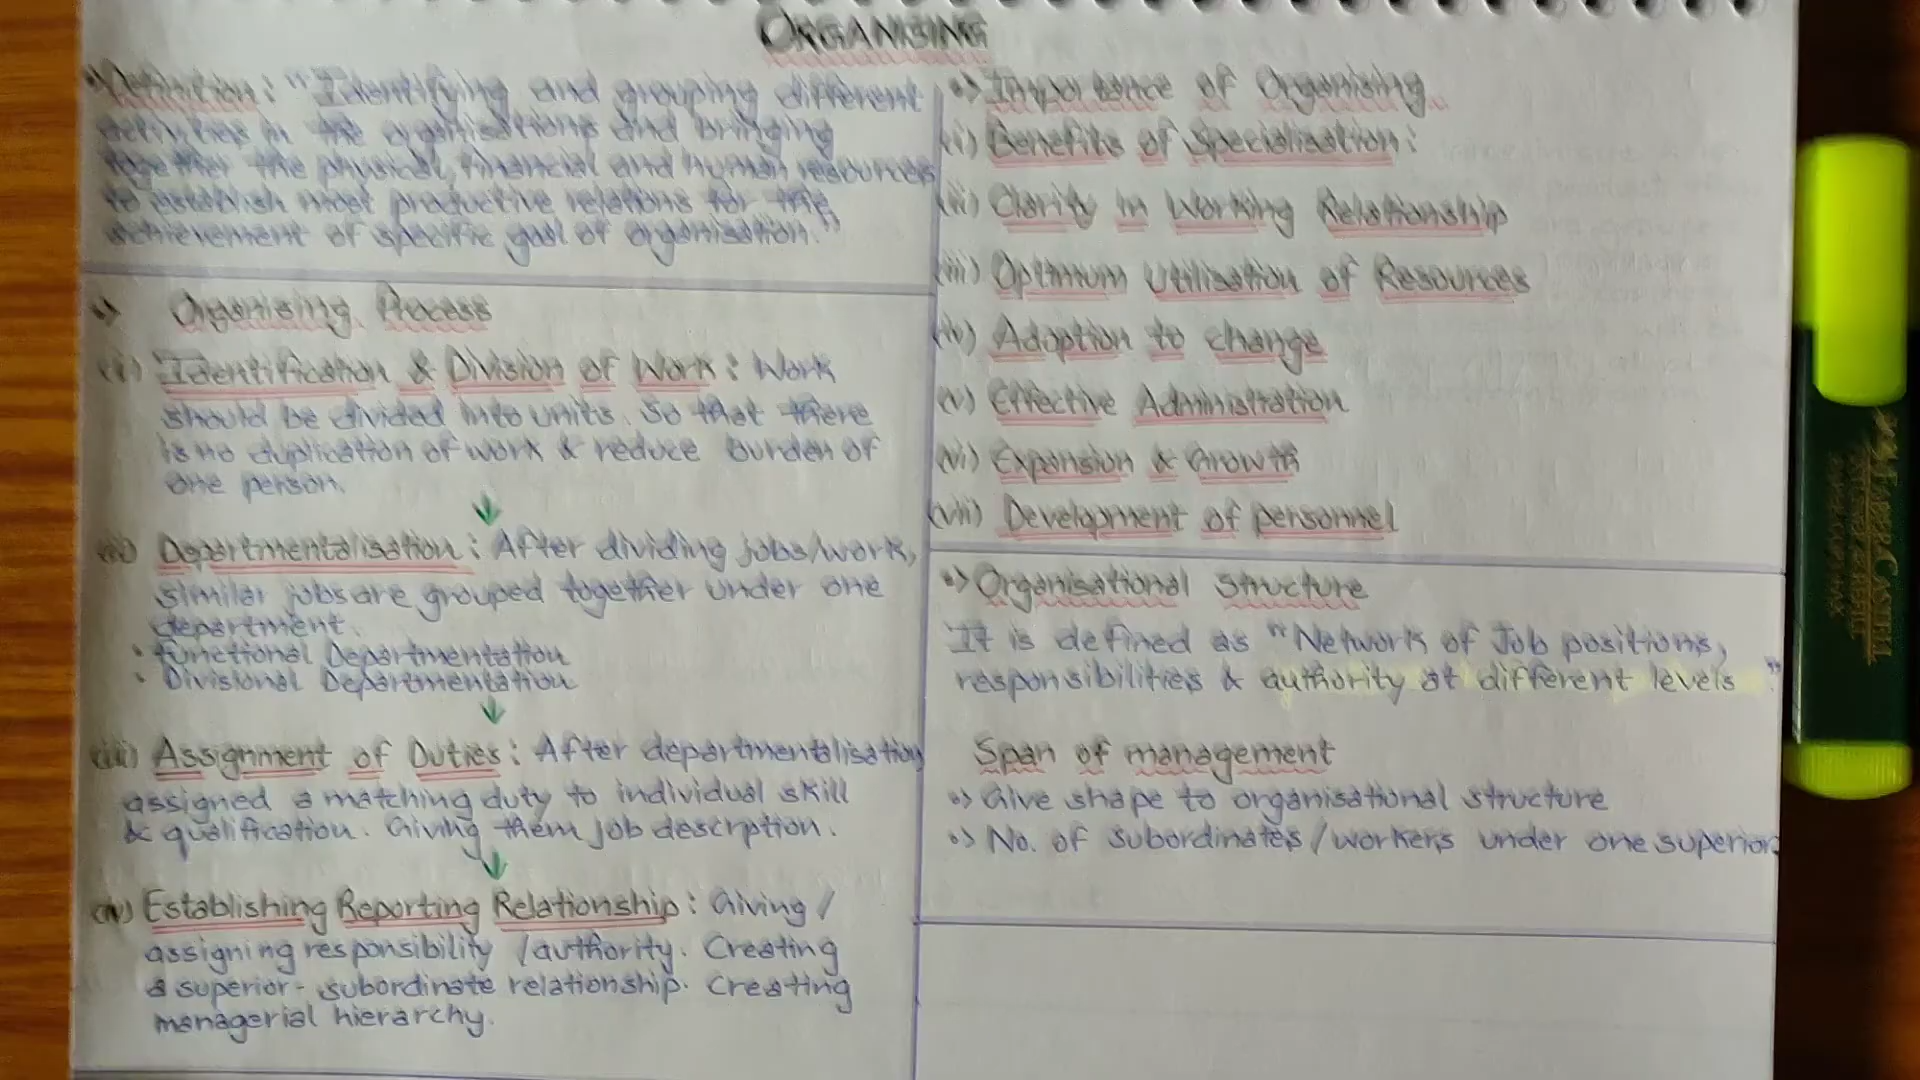 ORGANISING
•) Definition: "Identifying and grouping different
activities in the organisations and bringing
together the physical, financial and human resources
to establish most productive relations for the
achievement of specific goal of organisation."
•) Organising Process
(i) Identification & Division of Work: Work
should be divided into units. So that there
is no duplication of work & reduce burden of
one person.
(ii) Departmentalisation: After dividing jobs/work,
similar jobs are grouped together under one
department.
• Functional Departmentation
• Divisional Departmentation
(iii) Assignment of Duties: After departmentalisation
assigned a matching duty to individual skill
& qualification. Giving them job description.
(iv) Establishing Reporting Relationship: Giving /
assigning responsibility /authority. Creating
a superior- subordinate relationship. Creating
managerial hierarchy.
•) Importance of Organising
(i) Benefits of Specialisation:
(ii) Clarity in Working Relationship
(iii) Optimum Utilisation of Resources
(iv) Adoption to change
(v) Effective Administration
(vi) Expansion & Growth
(vii) Development of personnel
•) Organisational Structure
It is defined as "Network of Job positions,
responsibilities & authority at different levels "
Span of management
•) Give shape to organisational structure
•) No. of subordinates/workers under one superior
FABER CASTELL